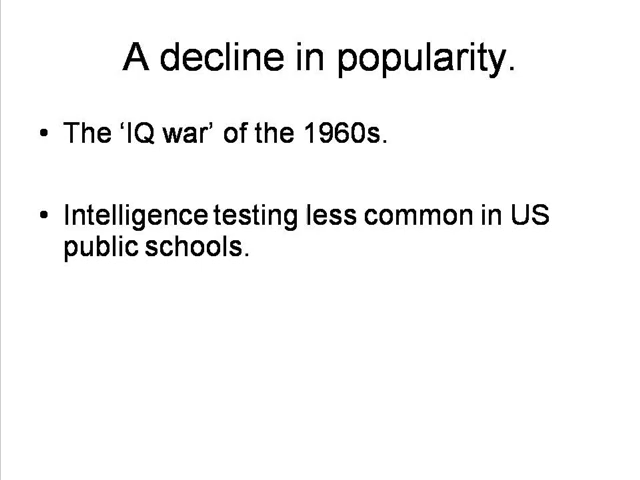 A decline in popularity.
• The ‘IQ war’ of the 1960s.
• Intelligence testing less common in US
public schools.